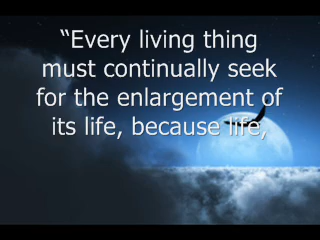 “Every living thing
must continually seek
for the enlargement of
its life, because life,